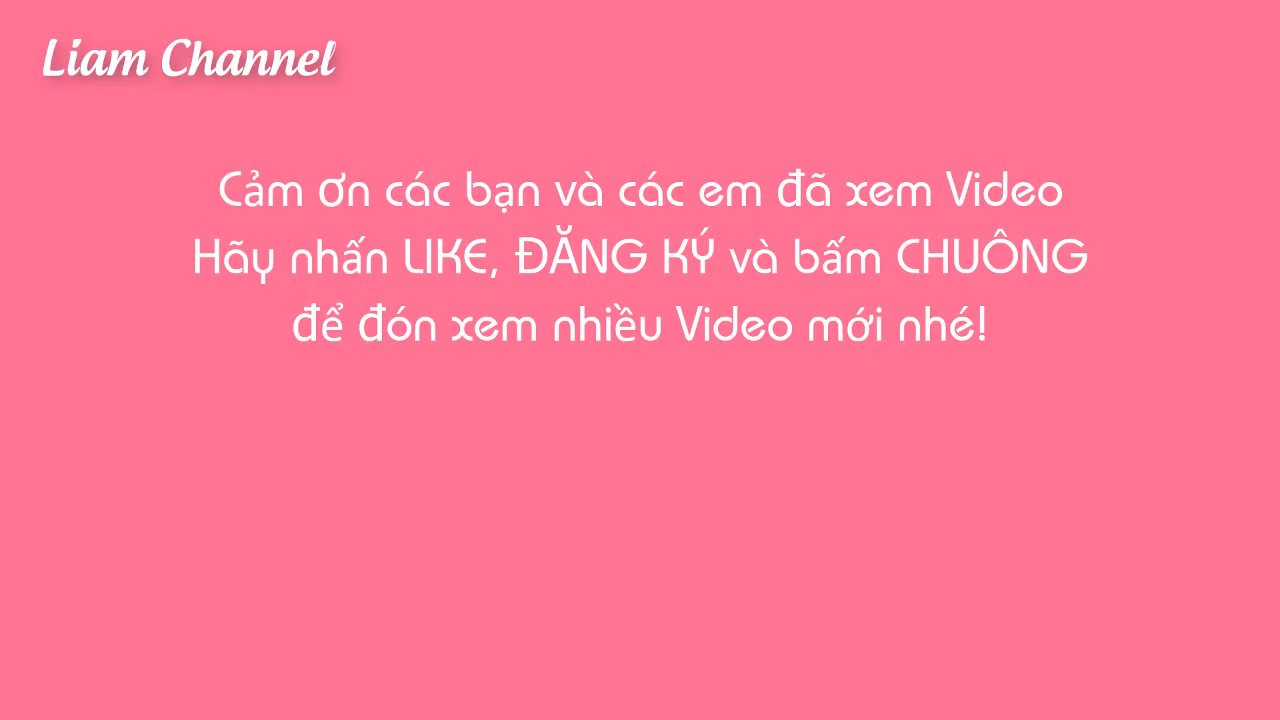 Liam Channel
Cảm ơn các bạn và các em đã xem Video
Hãy nhấn LIKE, ĐĂNG KÝ và bấm CHUÔNG
để đón xem nhiều Video mới nhé!